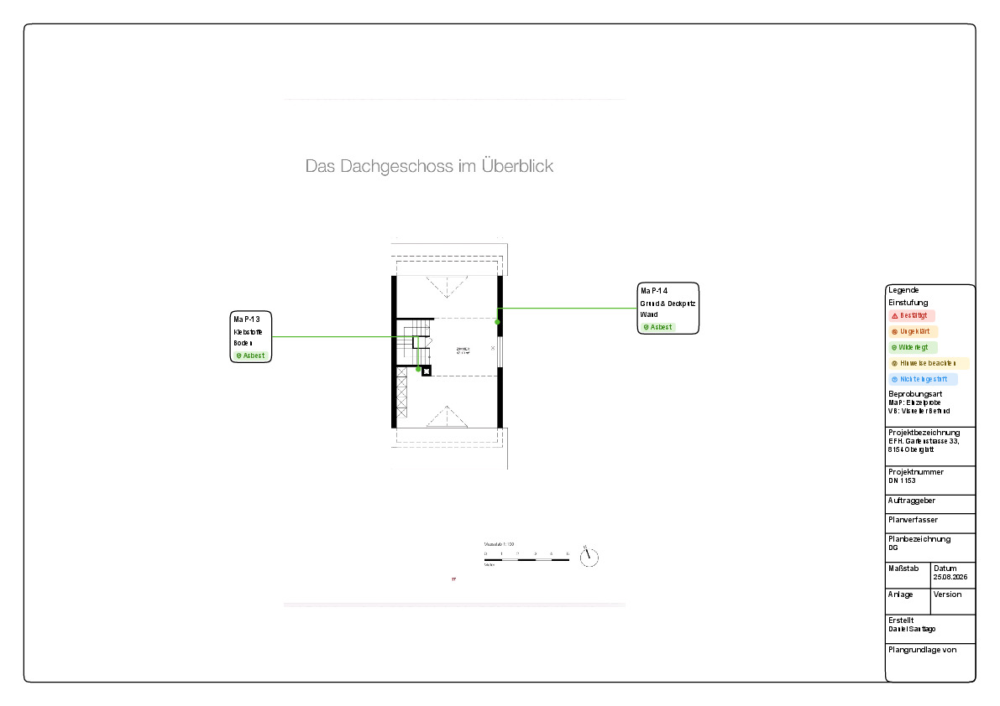 Das Dachgeschoss im Überblick
MaP-14
Grund & Deckputz
Wand
Asbest
MaP-13
Klebstoffe
Boden
Asbest
ZIMMER
Massstab 1:100
0 1 2 3 4 5
Meter
Legende
Einstufung
Bestätigt
Ungeklärt
Widerlegt
Hinweise beachten
Nicht eingestuft
Beprobungsart
MaP: Einzelprobe
VB: Visueller Befund
Projektbezeichnung
EFH. Gartenstrasse 33,
8154 Oberglatt
Projektnummer
DN 1153
Auftraggeber
Planverfasser
Planbezeichnung
DG
Maßstab
Datum
25.08.2026
Anlage
Version
Erstellt
Daniel Santiago
Plangrundlage von